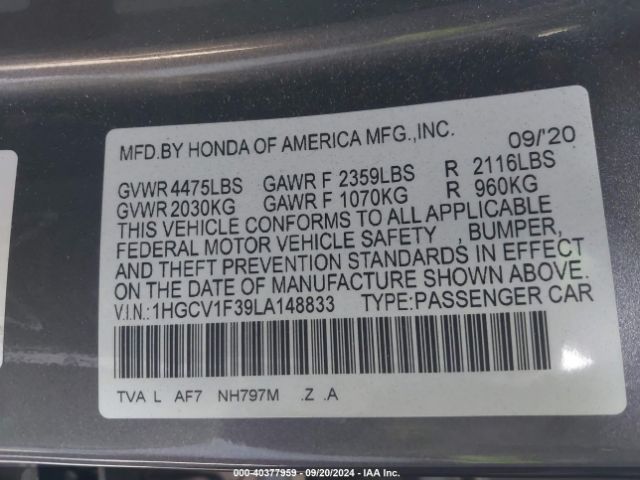 MFD.BY HONDA OF AMERICA MFG.,INC. 09/'20
GVWR 4475LBS GAWR F 2359LBS R 2116LBS
GVWR 2030KG GAWR F 1070KG R 960KG
THIS VEHICLE CONFORMS TO ALL APPLICABLE
FEDERAL MOTOR VEHICLE SAFETY , BUMPER,
AND THEFT PREVENTION STANDARDS IN EFFECT
ON THE DATE OF MANUFACTURE SHOWN ABOVE.
V.I.N.:1HGCV1F39LA148833 TYPE:PASSENGER CAR
TVA L AF7 NH797M .Z .A
000-40377959 - 09/20/2024 - IAAI.COM